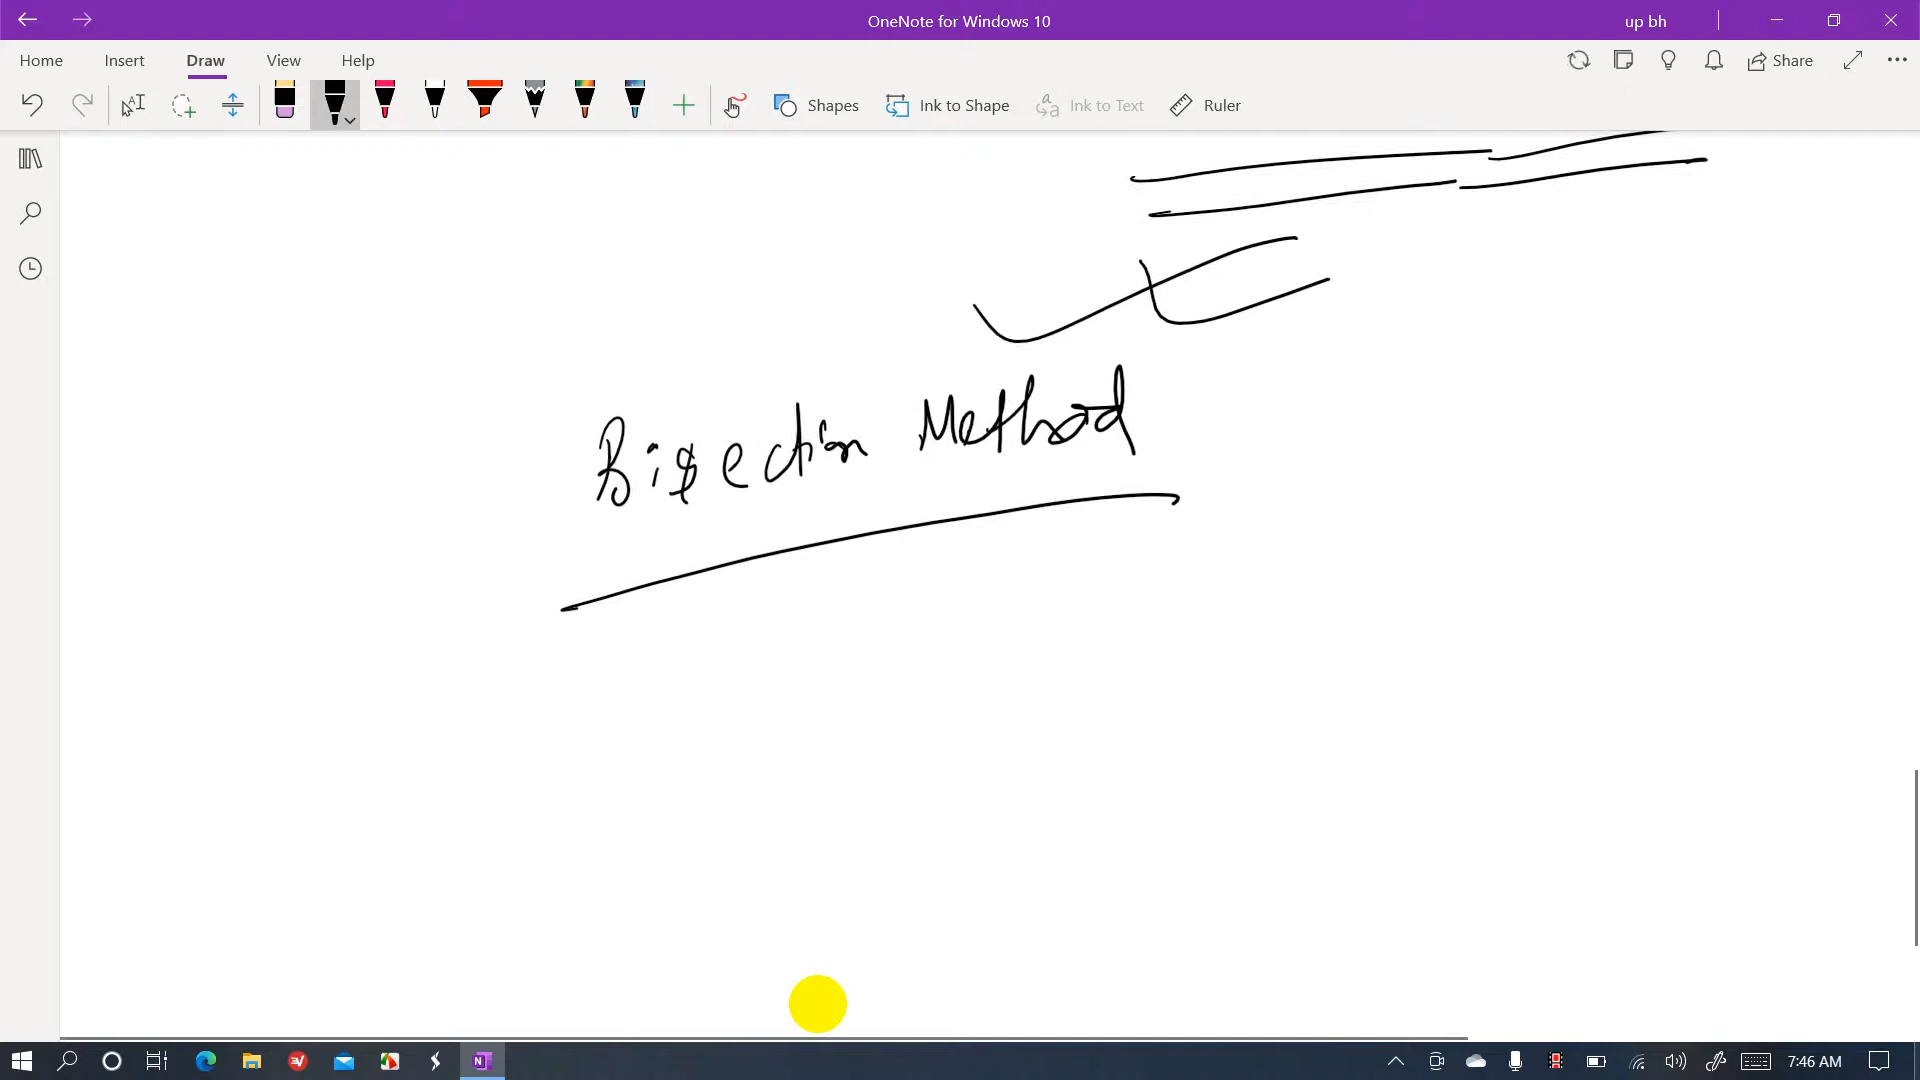 OneNote for Windows 10
up bh
Home Insert Draw View Help
Share
Shapes Ink to Shape Ink to Text Ruler
Bisection Method
7:46 AM